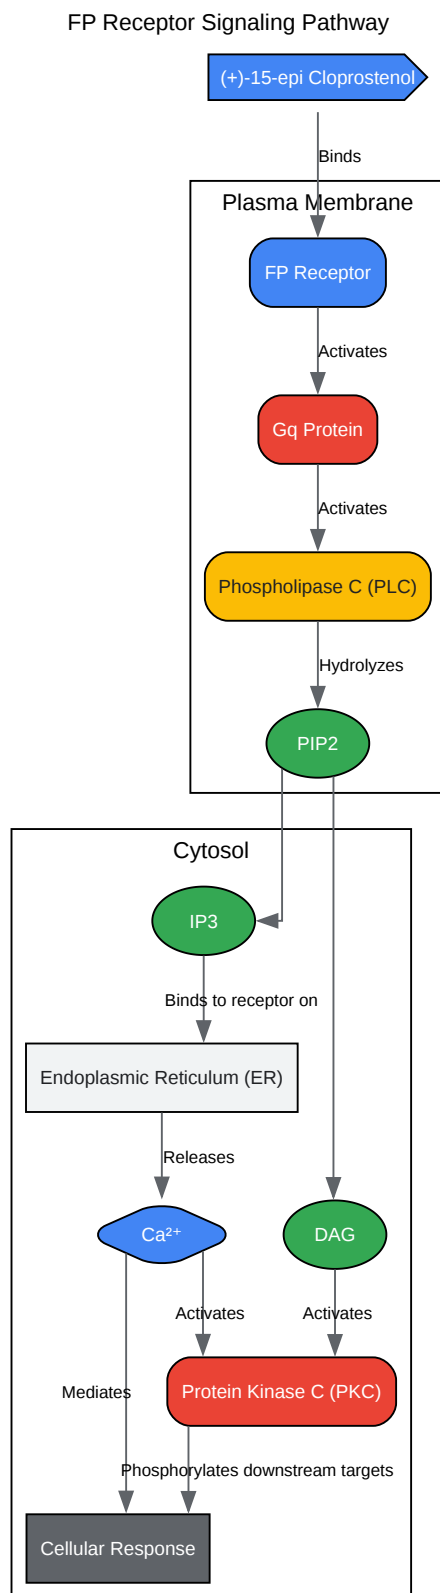 FP Receptor Signaling Pathway
(+)-15-epi Cloprostenol
Binds
Plasma Membrane
FP Receptor
Activates
Gq Protein
Activates
Phospholipase C (PLC)
Hydrolyzes
PIP2
Cytosol
IP3
Binds to receptor on
Endoplasmic Reticulum (ER)
Releases
Ca²⁺
DAG
Activates
Activates
Protein Kinase C (PKC)
Mediates
Phosphorylates downstream targets
Cellular Response